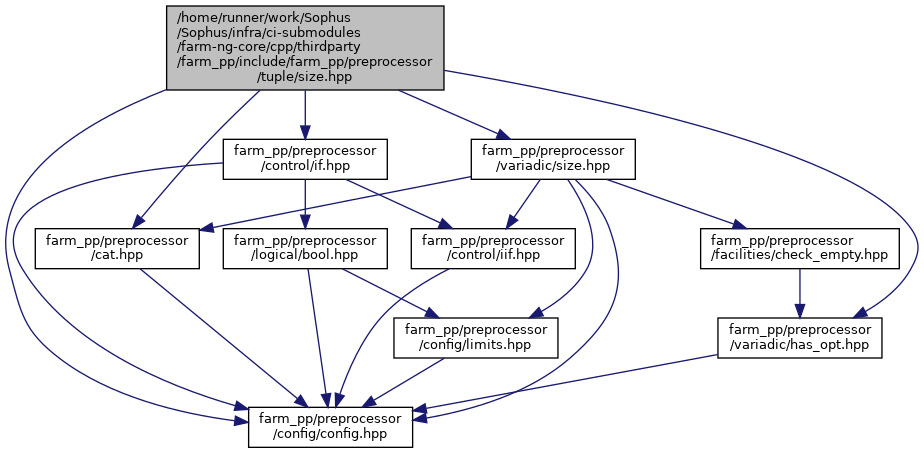 /home/runner/work/Sophus
/Sophus/infra/ci-submodules
/farm-ng-core/cpp/thirdparty
/farm_pp/include/farm_pp/preprocessor
/tuple/size.hpp
farm_pp/preprocessor
/control/if.hpp
farm_pp/preprocessor
/variadic/size.hpp
farm_pp/preprocessor
/cat.hpp
farm_pp/preprocessor
/logical/bool.hpp
farm_pp/preprocessor
/control/iif.hpp
farm_pp/preprocessor
/facilities/check_empty.hpp
farm_pp/preprocessor
/config/limits.hpp
farm_pp/preprocessor
/variadic/has_opt.hpp
farm_pp/preprocessor
/config/config.hpp